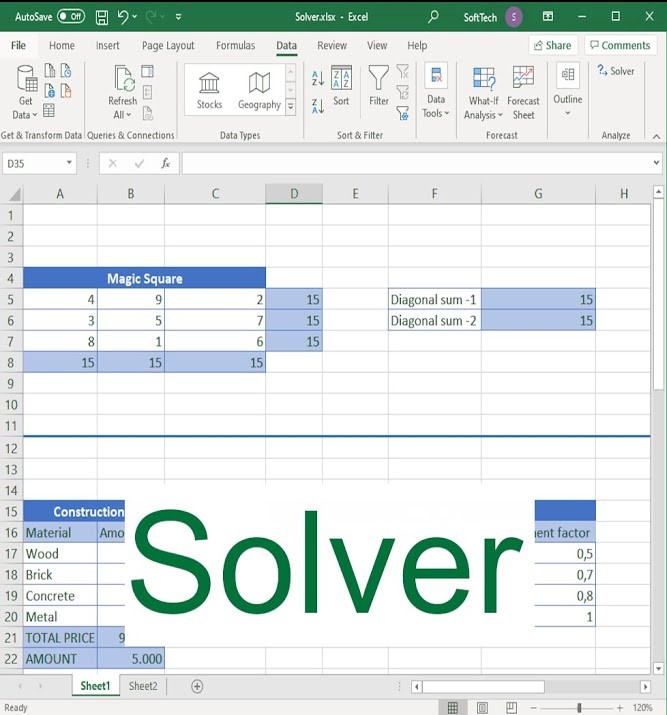 AutoSave Off Solver.xlsx - Excel SoftTech S
File Home Insert Page Layout Formulas Data Review View Help Share Comments
Get Data Refresh All Stocks Geography Sort Filter Data Tools What-If Analysis Forecast Sheet Outline Solver
Get & Transform Data Queries & Connections Data Types Sort & Filter Forecast Analyze
D35 fx
A B C D E F G H
1
2
3
4 Magic Square
5 4 9 2 15 Diagonal sum -1 15
6 3 5 7 15 Diagonal sum -2 15
7 8 1 6 15
8 15 15 15
9
10
11
12
13
14
15 Construction
16 Material Amo ent factor
17 Wood 0,5
18 Brick 0,7
19 Concrete 0,8
20 Metal 1
Solver
21 TOTAL PRICE 9
22 AMOUNT 5.000
Sheet1 Sheet2
Ready 120%